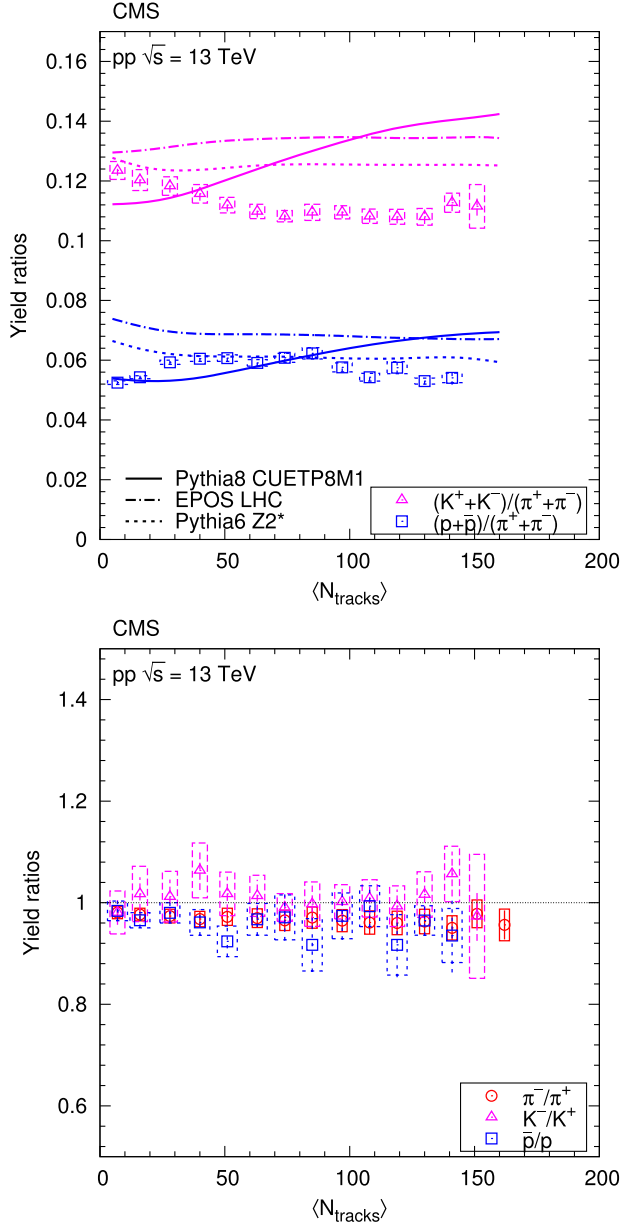 CMS
pp √s = 13 TeV
0.16
0.14
0.12
0.1
0.08
0.06
0.04
0.02
0
Yield ratios
Pythia8 CUETP8M1
EPOS LHC
Pythia6 Z2*
(K⁺+K⁻)/(π⁺+π⁻)
(p+p̄)/(π⁺+π⁻)
0 50 100 150 200
⟨N_tracks⟩
CMS
pp √s = 13 TeV
1.4
1.2
1
0.8
0.6
Yield ratios
π⁻/π⁺
K⁻/K⁺
p̄/p
0 50 100 150 200
⟨N_tracks⟩